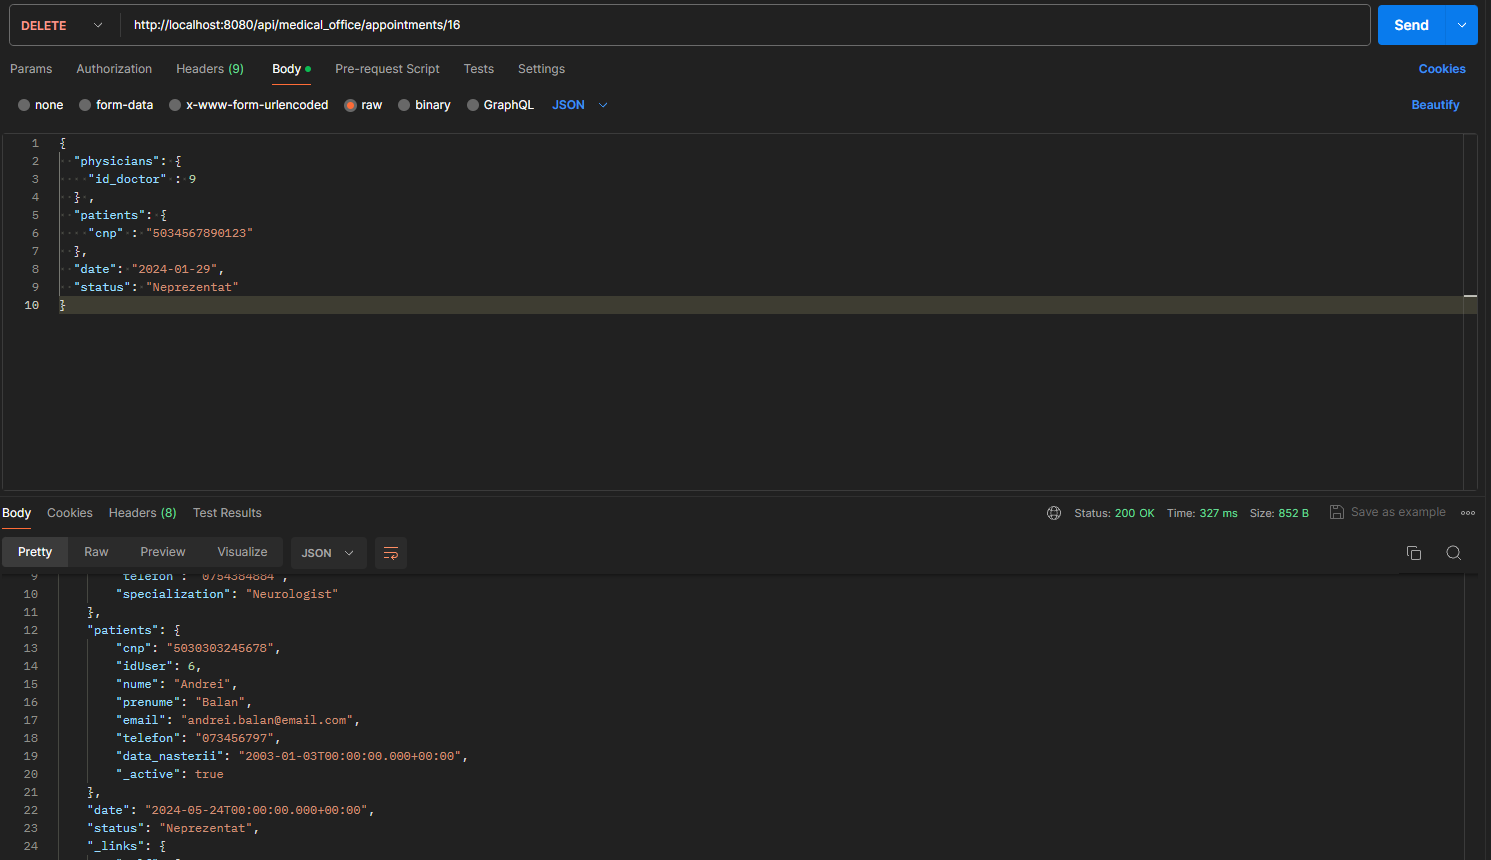 DELETE http://localhost:8080/api/medical_office/appointments/16 Send
Params Authorization Headers (9) Body Pre-request Script Tests Settings Cookies
none form-data x-www-form-urlencoded raw binary GraphQL JSON Beautify
1 {
2 "physicians": {
3 "id_doctor" : 9
4 } ,
5 "patients": {
6 "cnp" : "5034567890123"
7 },
8 "date": "2024-01-29",
9 "status": "Neprezentat"
10 }
Body Cookies Headers (8) Test Results Status: 200 OK Time: 327 ms Size: 852 B Save as example
Pretty Raw Preview Visualize JSON
9 "telefon": "0754384884",
10 "specialization": "Neurologist"
11 },
12 "patients": {
13 "cnp": "5030303245678",
14 "idUser": 6,
15 "nume": "Andrei",
16 "prenume": "Balan",
17 "email": "andrei.balan@email.com",
18 "telefon": "073456797",
19 "data_nasterii": "2003-01-03T00:00:00.000+00:00",
20 "_active": true
21 },
22 "date": "2024-05-24T00:00:00.000+00:00",
23 "status": "Neprezentat",
24 "_links": {